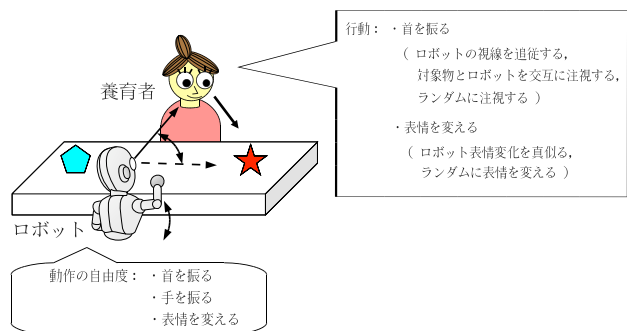 行動： ・首を振る
（ ロボットの視線を追従する，
対象物とロボットを交互に注視する，
ランダムに注視する ）
・表情を変える
（ ロボット表情変化を真似る，
ランダムに表情を変える ）
養育者
ロボット
動作の自由度： ・首を振る
・手を振る
・表情を変える